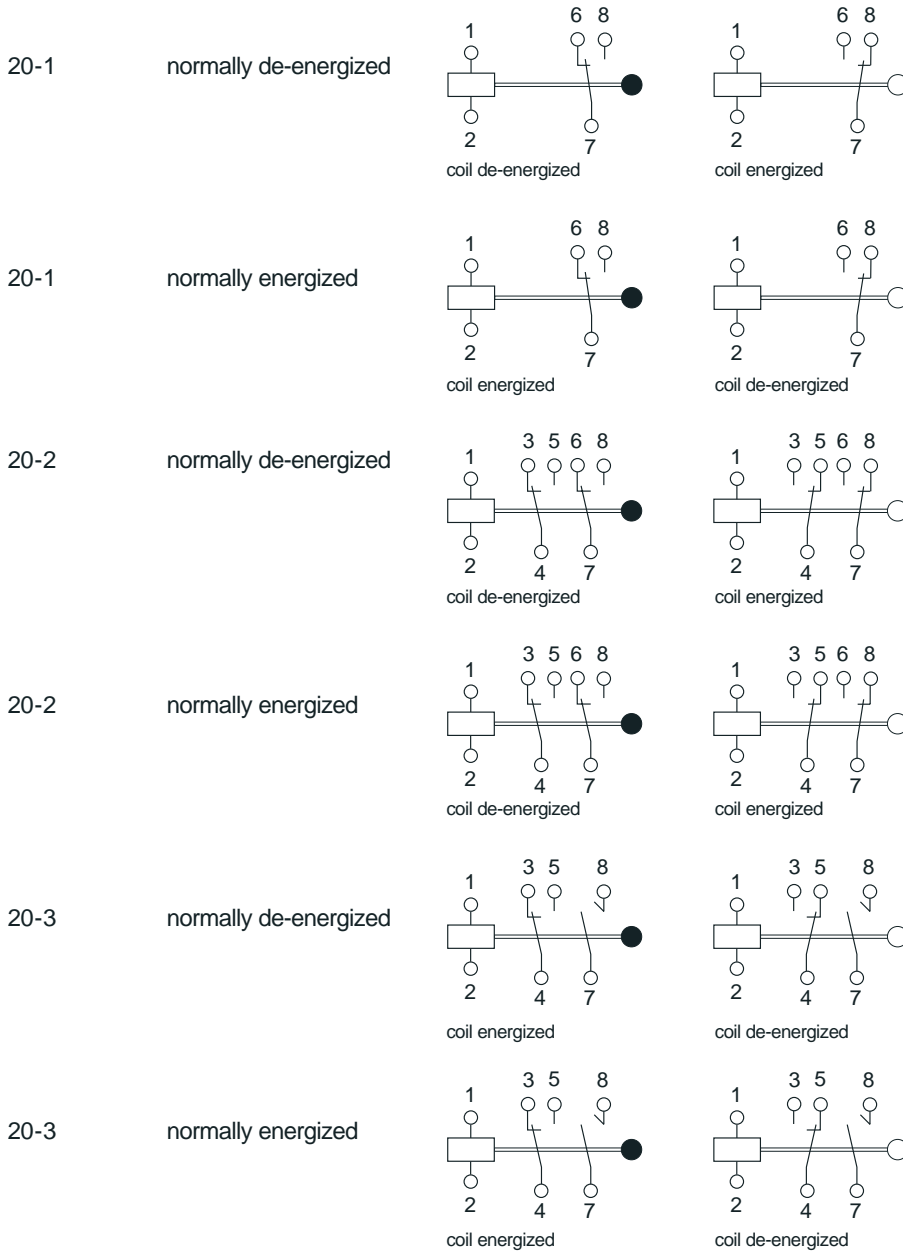 6 8 6 8
1 1
20-1 normally de-energized
2 7 2 7
coil de-energized coil energized
6 8 6 8
1 1
20-1 normally energized
2 7 2 7
coil energized coil de-energized
3 5 6 8 3 5 6 8
1 1
20-2 normally de-energized
2 4 7 2 4 7
coil de-energized coil energized
3 5 6 8 3 5 6 8
1 1
20-2 normally energized
2 4 7 2 4 7
coil de-energized coil energized
3 5 8 3 5 8
1 1
20-3 normally de-energized
2 4 7 2 4 7
coil energized coil de-energized
3 5 8 3 5 8
1 1
20-3 normally energized
2 4 7 2 4 7
coil energized coil de-energized